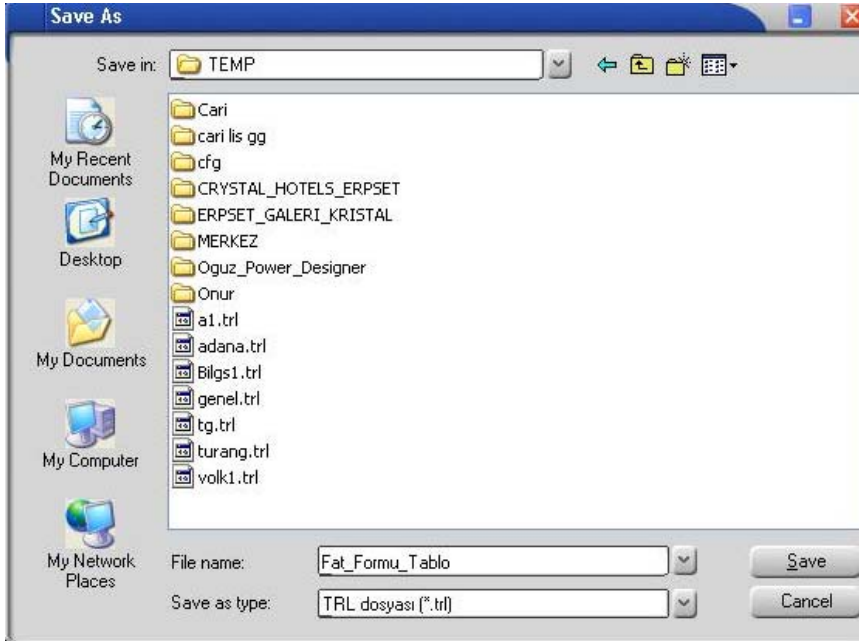 Save As
Save in:
TEMP
My Recent
Documents
Desktop
My Documents
My Computer
My Network
Places
Cari
cari lis gg
cfg
CRYSTAL_HOTELS_ERPSET
ERPSET_GALERI_KRISTAL
MERKEZ
Oguz_Power_Designer
Onur
a1.trl
adana.trl
Bilgs1.trl
genel.trl
tg.trl
turang.trl
volk1.trl
File name:
Fat_Formu_Tablo
Save
Save as type:
TRL dosyası (*.trl)
Cancel